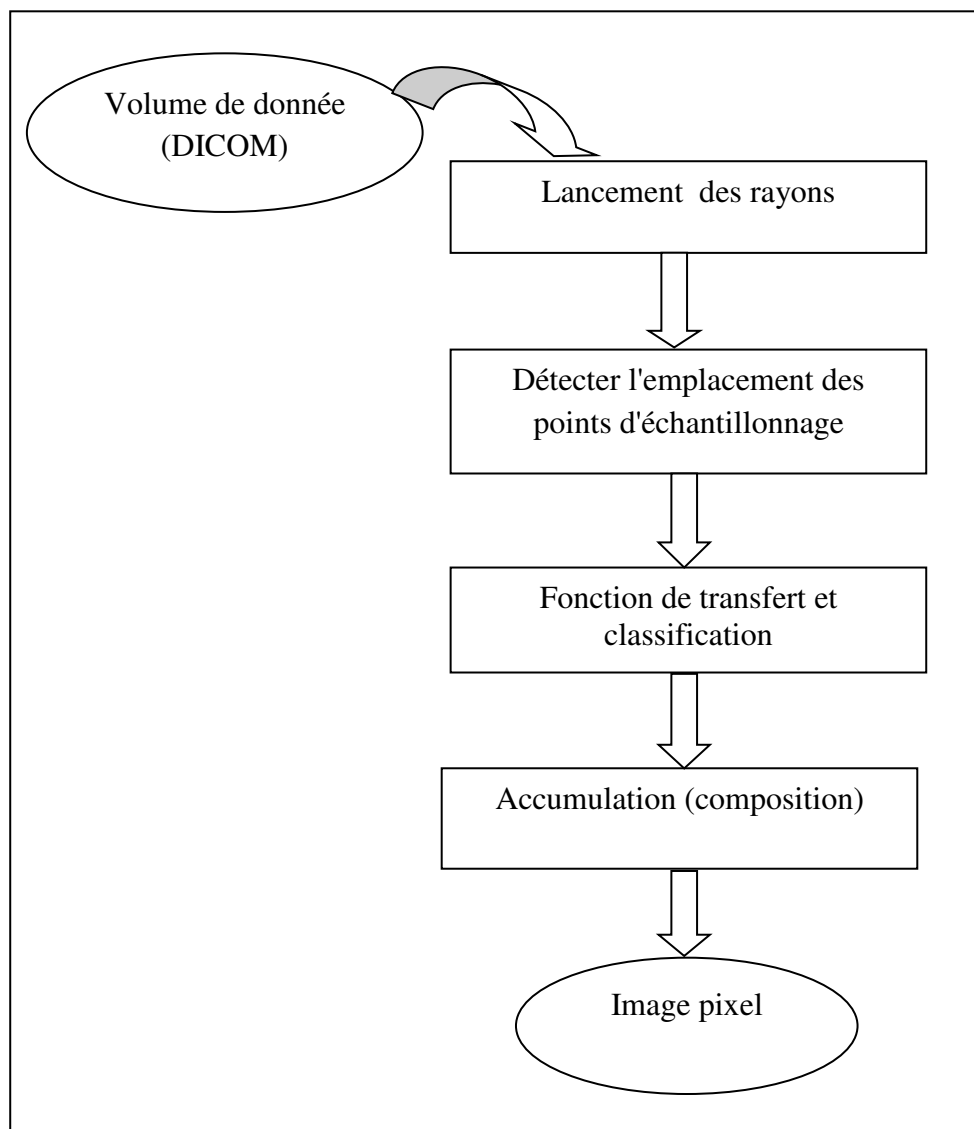 Volume de donnée
(DICOM)
Lancement des rayons
Détecter l'emplacement des
points d'échantillonnage
Fonction de transfert et
classification
Accumulation (composition)
Image pixel